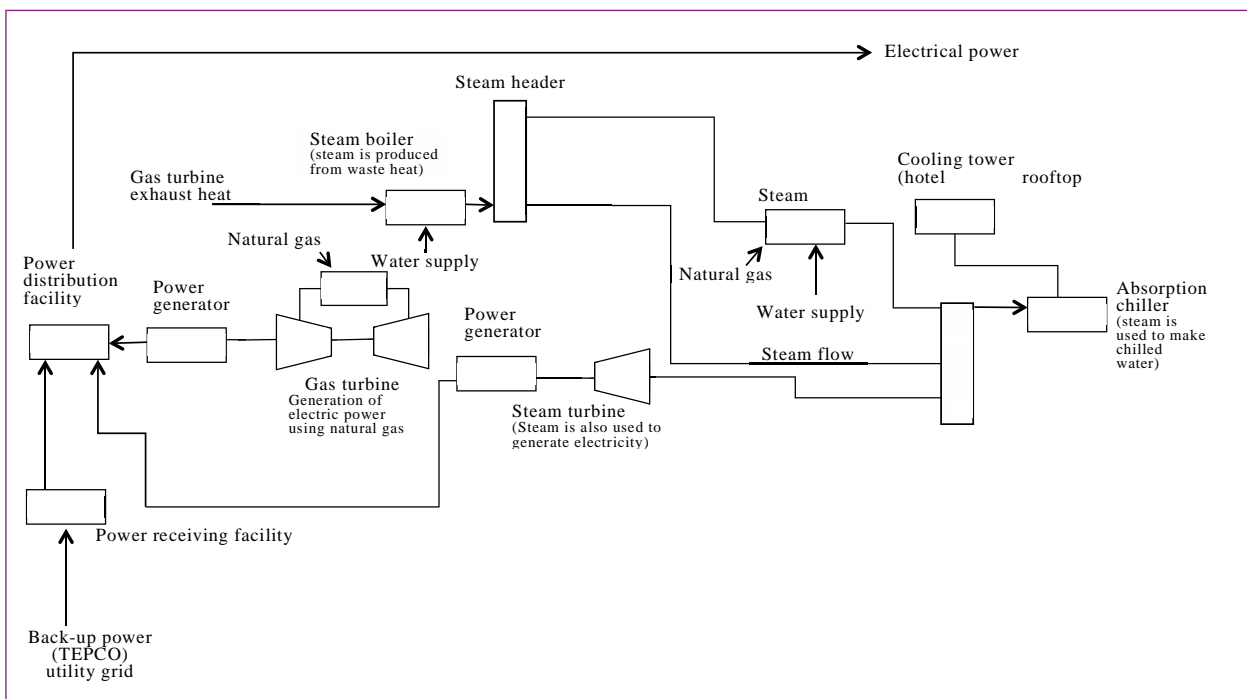 Electrical power
Steam header
Steam boiler
(steam is produced
from waste heat)
Cooling tower
(hotel rooftop
Gas turbine
exhaust heat
Steam
Natural gas
Water supply
Natural gas
Power
distribution
facility
Power
generator
Water supply
Absorption
chiller
(steam is
used to make
chilled
water)
Power
generator
Steam flow
Gas turbine
Generation of
electric power
using natural gas
Steam turbine
(Steam is also used to
generate electricity)
Power receiving facility
Back-up power
(TEPCO)
utility grid